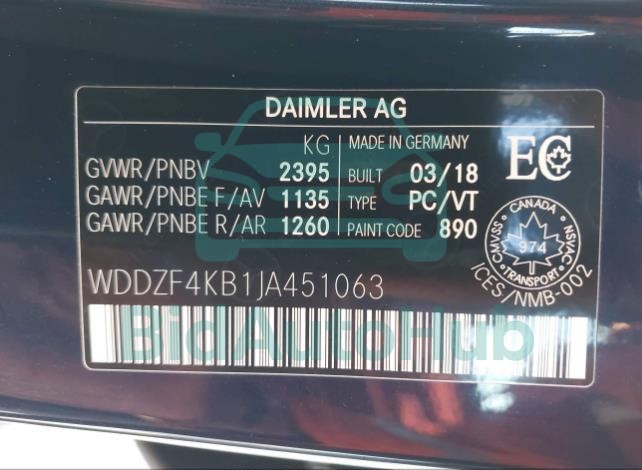 DAIMLER AG
KG MADE IN GERMANY
GVWR/PNBV 2395 BUILT 03/18
GAWR/PNBE F/AV 1135 TYPE PC/VT
GAWR/PNBE R/AR 1260 PAINT CODE 890
EC
CANADA
CMVSS 974 NSVAC
TRANSPORT
ICES/NMB-002
WDDZF4KB1JA451063
BidAutoHub